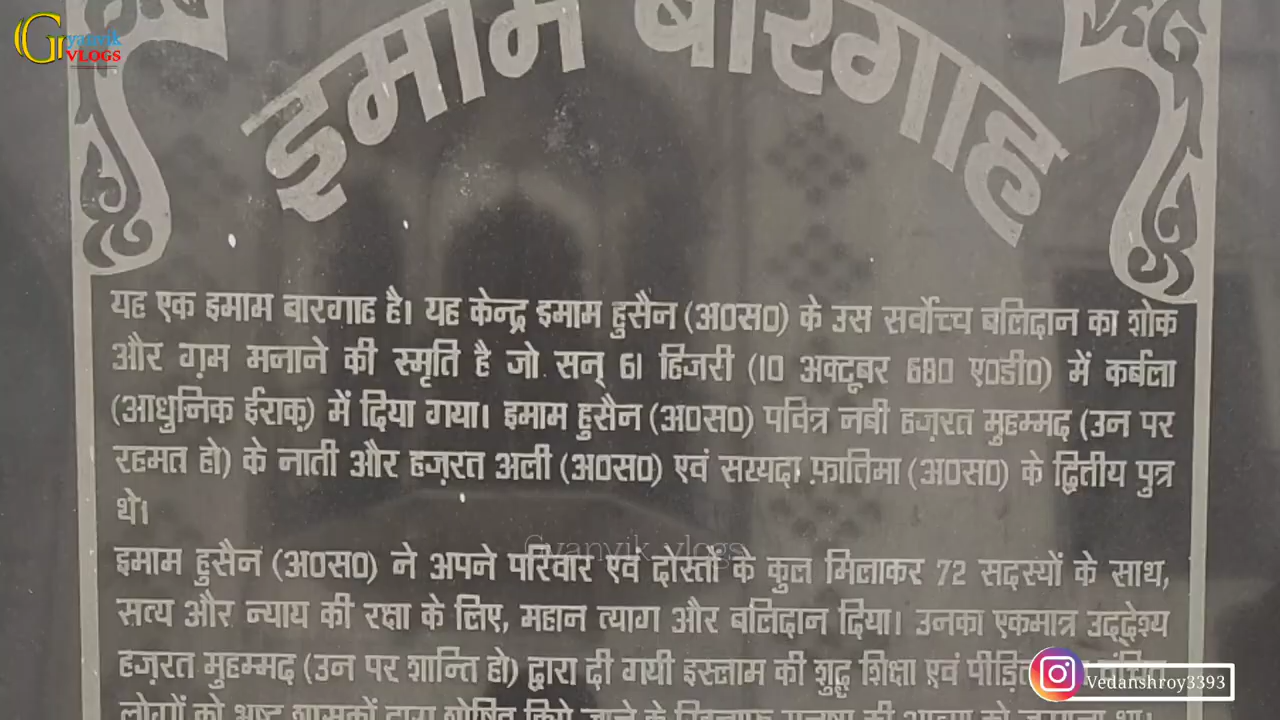 Gyanvik
VLOGS
इमाम बारगाह
यह एक इमाम बारगाह है। यह केन्द्र इमाम हुसैन (अ०स०) के उस सर्वोच्च बलिदान का शोक
और ग़म मनाने की स्मृति है जो सन् 61 हिजरी (10 अक्टूबर 680 ए०डी०) में कर्बला
(आधुनिक ईराक़) में दिया गया। इमाम हुसैन (अ०स०) पवित्र नबी हज़रत मुहम्मद (उन पर
रहमत हो) के नाती और हज़रत अली (अ०स०) एवं सय्यदा फ़ातिमा (अ०स०) के द्वितीय पुत्र
थे।
Gyanvik vlogs
इमाम हुसैन (अ०स०) ने अपने परिवार एवं दोस्तों के कुल मिलाकर 72 सदस्यों के साथ,
सत्य और न्याय की रक्षा के लिए, महान त्याग और बलिदान दिया। उनका एकमात्र उद्देश्य
हज़रत मुहम्मद (उन पर शान्ति हो) द्वारा दी गयी इस्लाम की शुद्ध शिक्षा एवं
लोगों को भ्रष्ट शासकों द्वारा शोषित किये जाने के
Vedanshroy3393